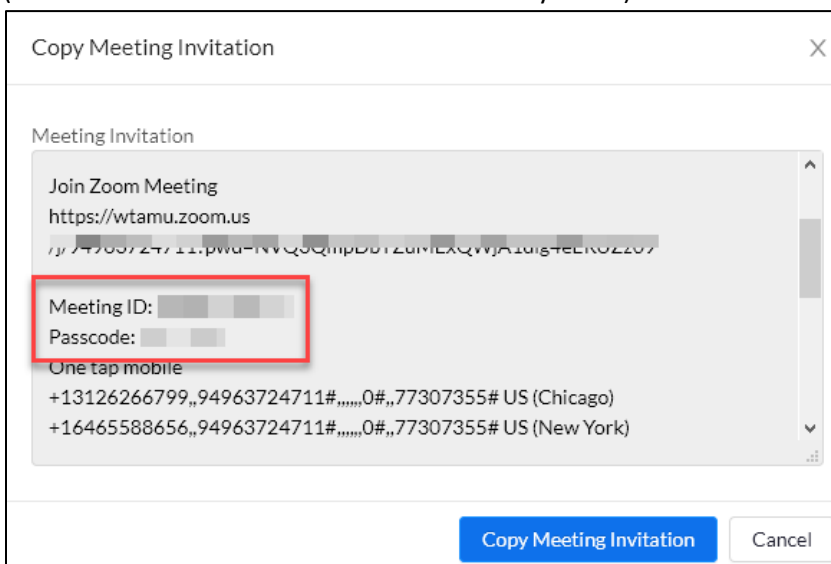 Copy Meeting Invitation
Meeting Invitation
Join Zoom Meeting
https://wtamu.zoom.us
Meeting ID:
Passcode:
One tap mobile
+13126266799,,94963724711#,,,,,,0#,,77307355# US (Chicago)
+16465588656,,94963724711#,,,,,,0#,,77307355# US (New York)
Copy Meeting Invitation Cancel